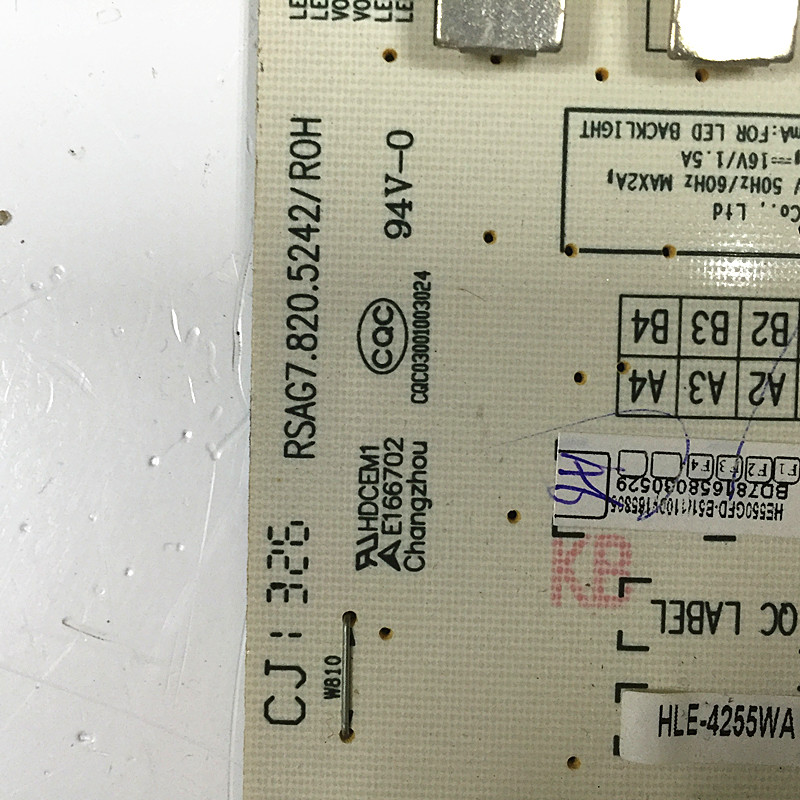 RSAG7.820.5242/ROH
94V-0
CQC
CQC03001003024
HDCEM1
E166702
Changzhou
CJ: 326
W810
mA:FOR LED BACKLIGHT
16V/1.5A
50Hz/60Hz MAX2A
Co., Ltd
B4 B3 B2
A4 A3 A2
F4 F3 F2 F1
BD781658030529
KB
QC LABEL
HLE-4255WA